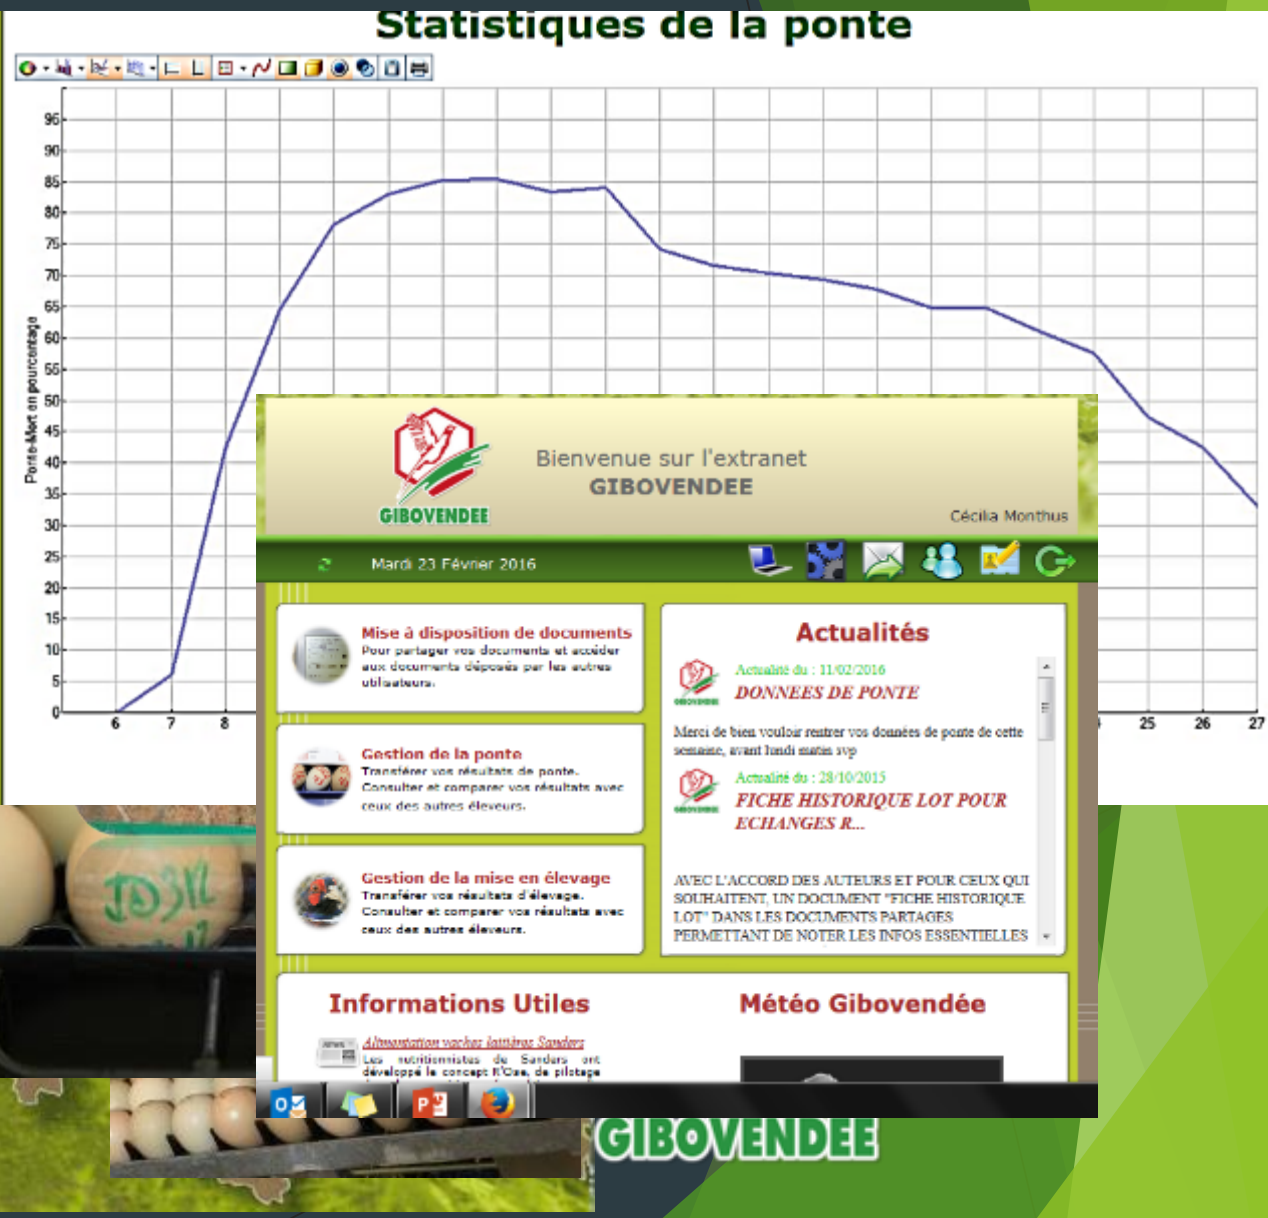 Statistiques de la ponte
95
90
85
80
75
70
65
60
55
50
45
40
35
30
25
20
15
10
5
0
Ponte-Mort en pourcentage
6 7 8 25 26 27
GIBOVENDEE
Bienvenue sur l'extranet
GIBOVENDEE
Cécilia Monthus
Mardi 23 Février 2016
Mise à disposition de documents
Pour partager vos documents et accéder
aux documents déposés par les autres
utilisateurs.
Gestion de la ponte
Transférer vos résultats de ponte.
Consulter et comparer vos résultats avec
ceux des autres éleveurs.
Gestion de la mise en élevage
Transférer vos résultats d'élevage.
Consulter et comparer vos résultats avec
ceux des autres éleveurs.
Actualités
Actualité du : 11/02/2016
DONNEES DE PONTE
GIBOVENDEE
Merci de bien vouloir rentrer vos données de ponte de cette
semaine, avant lundi matin svp
Actualité du : 28/10/2015
FICHE HISTORIQUE LOT POUR
ECHANGES R...
GIBOVENDEE
AVEC L'ACCORD DES AUTEURS ET POUR CEUX QUI
SOUHAITENT, UN DOCUMENT "FICHE HISTORIQUE
LOT" DANS LES DOCUMENTS PARTAGES
PERMETTANT DE NOTER LES INFOS ESSENTIELLES
Informations Utiles
Alimentation vaches laitières Sanders
Les nutritionnistes de Sanders ont
développé le concept R'Cise, de pilotage
Météo Gibovendée
GIBOVENDEE